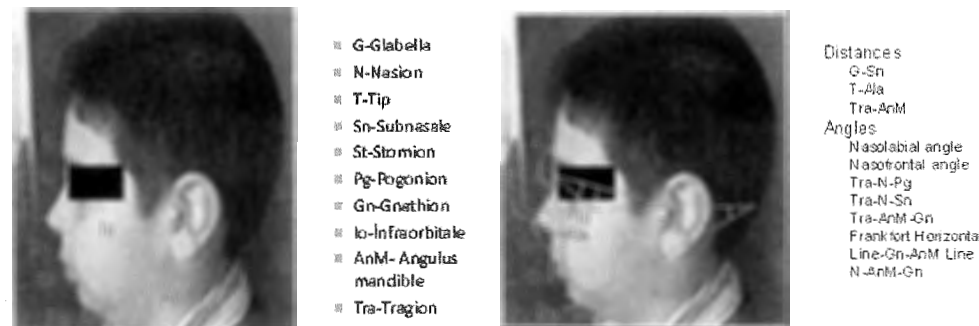 G-Glabella
N-Nasion
T-Tip
Sn-Subnasale
St-Stomion
Pg-Pogonion
Gn-Gnathion
Io-Infraorbitale
AnM- Angulus
mandible
Tra-Tragion
Distances
G-Sn
T-Ala
Tra-AnM
Angles
Nasolabial angle
Nasofrontal angle
Tra-N-Pg
Tra-N-Sn
Tra-AnM-Gn
Frankfort Horizonta
Line-Gn-AnM Line
N-AnM-Gn